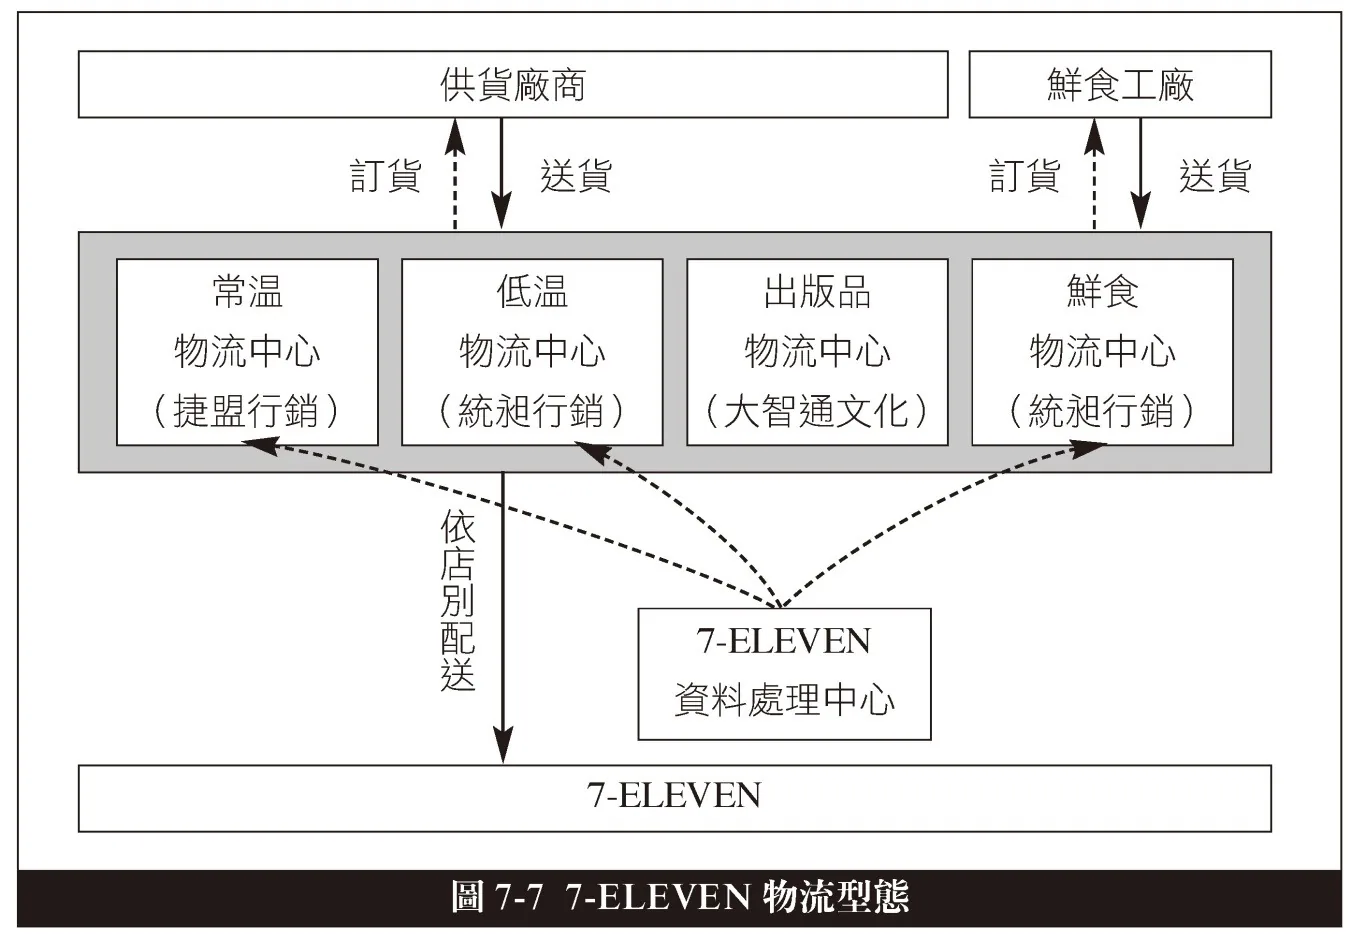 供貨廠商
鮮食工廠
訂貨
送貨
訂貨
送貨
常温
物流中心
（捷盟行銷）
低温
物流中心
（統昶行銷）
出版品
物流中心
（大智通文化）
鮮食
物流中心
（統昶行銷）
依店別配送
7-ELEVEN
資料處理中心
7-ELEVEN
圖 7-7 7-ELEVEN 物流型態